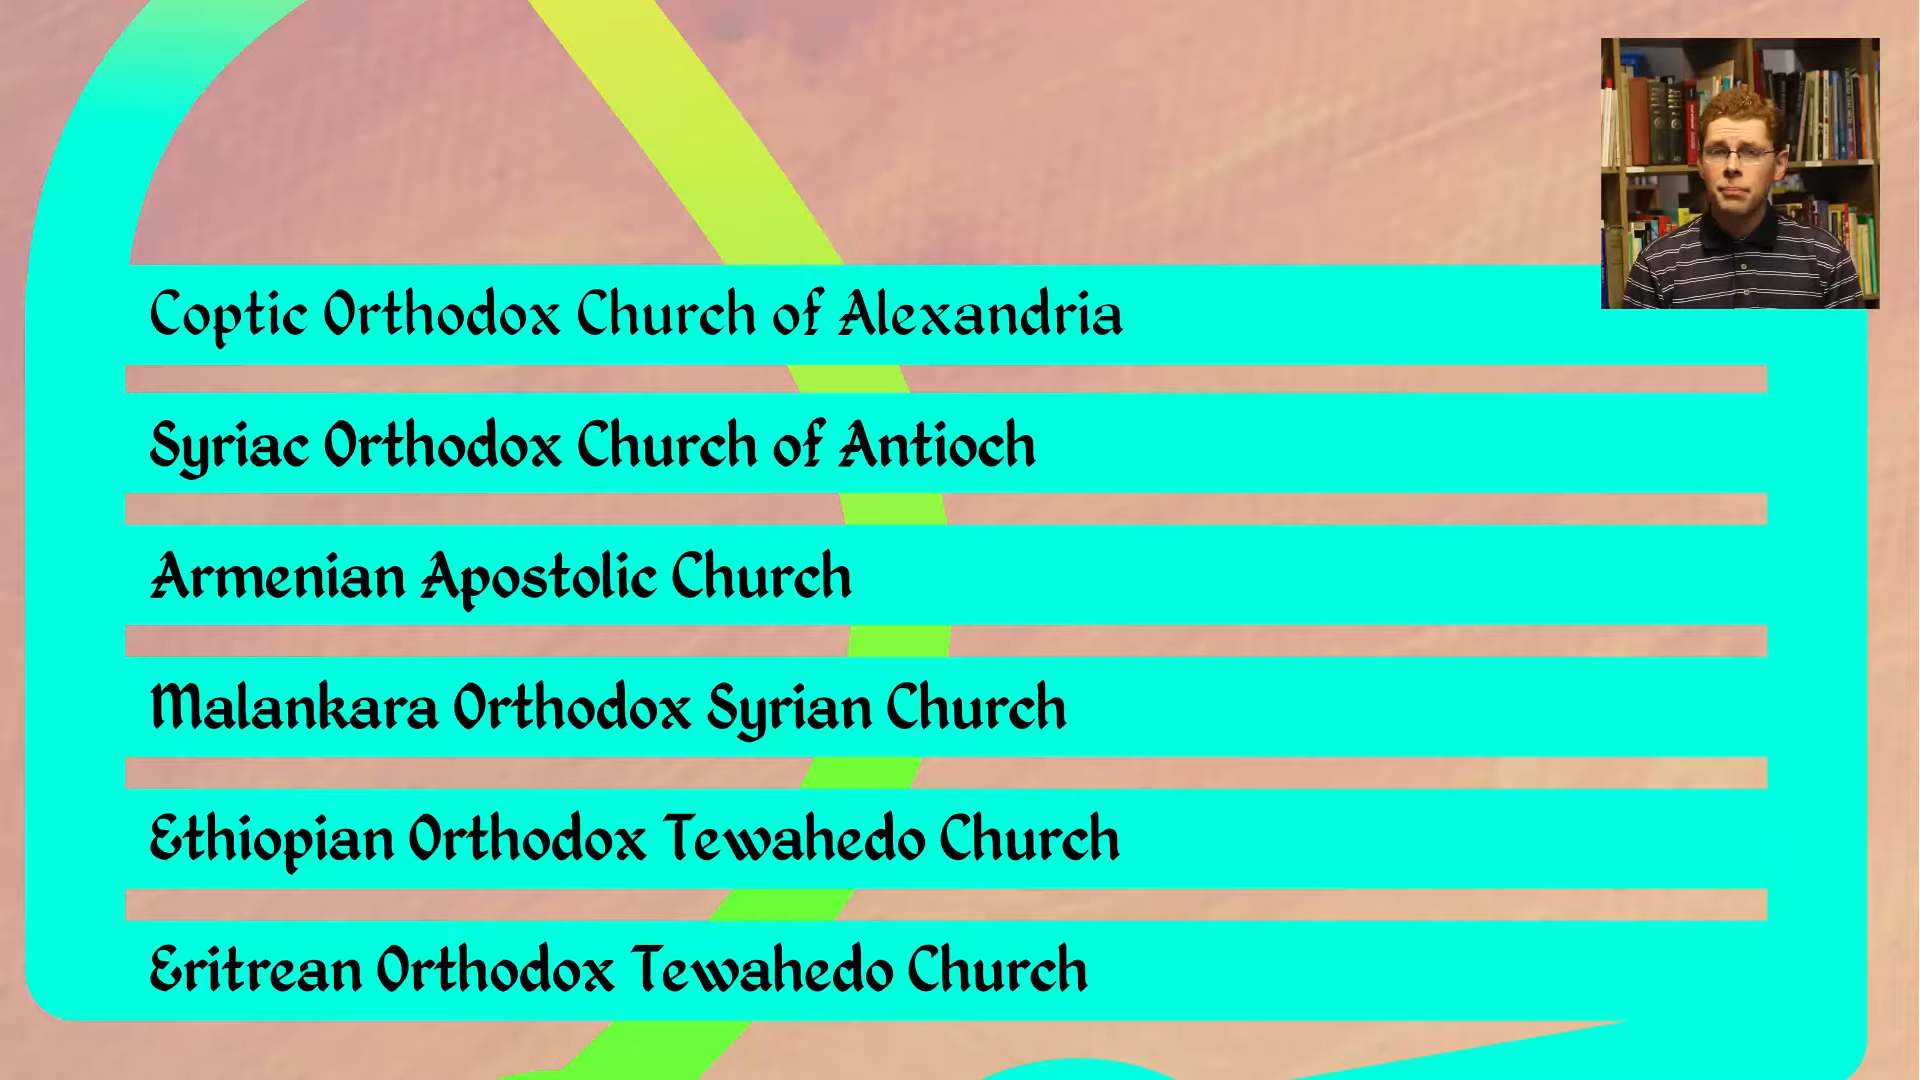 Coptic Orthodox Church of Alexandria
Syriac Orthodox Church of Antioch
Armenian Apostolic Church
Malankara Orthodox Syrian Church
Ethiopian Orthodox Tewahedo Church
Eritrean Orthodox Tewahedo Church